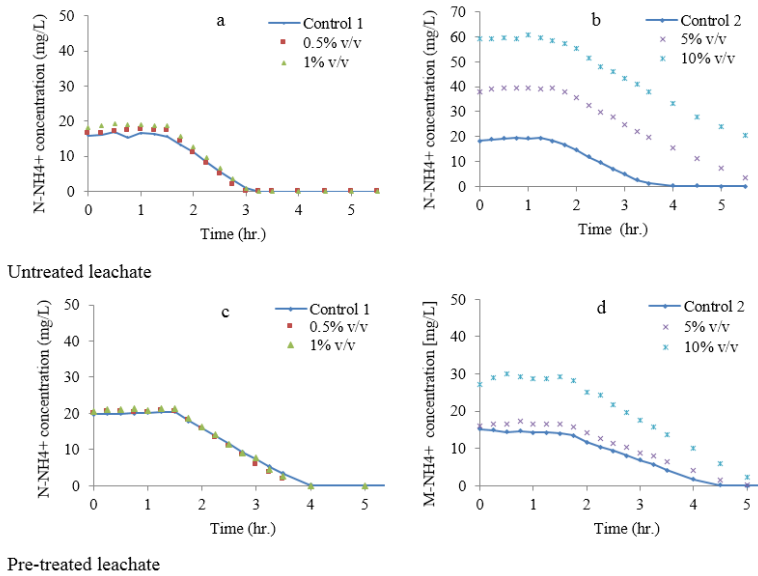 a
N-NH4+ concentration (mg/L)
50
40
30
20
10
0
Control 1
0.5% v/v
1% v/v
0 1 2 3 4 5
Time (hr.)
b
N-NH4+ concentration (mg/L)
70
60
50
40
30
20
10
0
Control 2
5% v/v
10% v/v
0 1 2 3 4 5
Time (hr.)
Untreated leachate
c
N-NH4+ concentration (mg/L)
50
40
30
20
10
0
Control 1
0.5% v/v
1% v/v
0 1 2 3 4 5
Time (hr.)
d
M-NH4+ concentration [mg/L]
50
40
30
20
10
0
Control 2
5% v/v
10% v/v
0 1 2 3 4 5
Time (hr.)
Pre-treated leachate